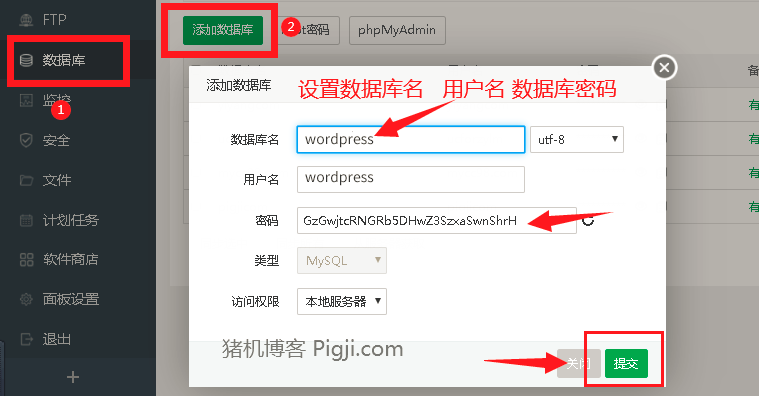 FTP
数据库
监控
1
安全
文件
计划任务
软件商店
面板设置
退出
+
添加数据库
2
密码
phpMyAdmin
备
有
有
有
添加数据库
设置数据库名 用户名 数据库密码
数据库名
wordpress
utf-8
用户名
wordpress
密码
GzGwjtcRNGRb5DHwZ3SzxaSwnShrH
类型
MySQL
访问权限
本地服务器
猪机博客 Pigji.com
关闭
提交